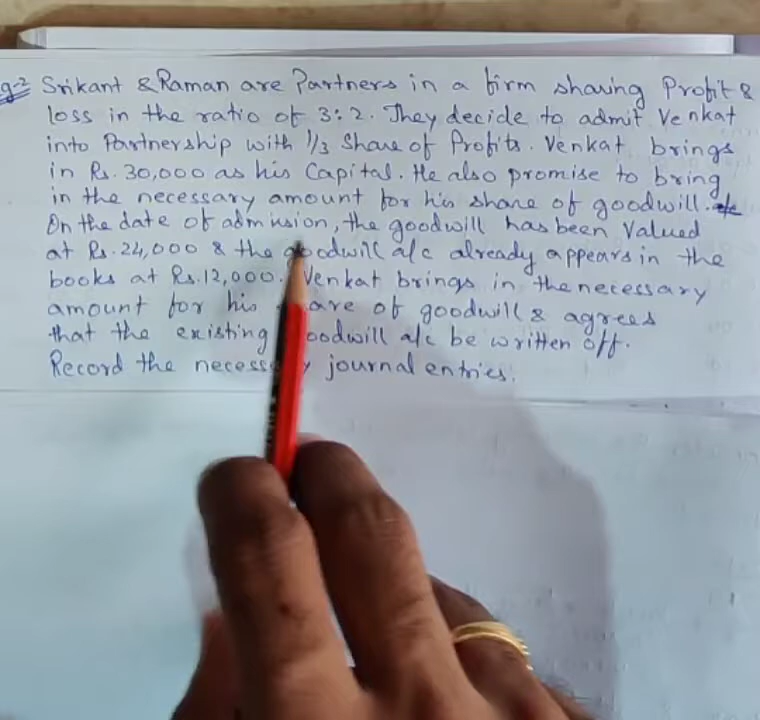 Q-2 Srikant & Raman are Partners in a firm sharing Profit &
loss in the ratio of 3:2. They decide to admit Venkat
into Partnership with 1/3 Share of Profits. Venkat brings
in Rs. 30,000 as his Capital. He also promise to bring
in the necessary amount for his share of goodwill.
On the date of admission, the goodwill has been Valued
at Rs. 24,000 & the goodwill a/c already appears in the
books at Rs. 12,000. Venkat brings in the necessary
amount for his are of goodwill & agrees
that the existing oodwill a/c be written off.
Record the necess y journal entries.